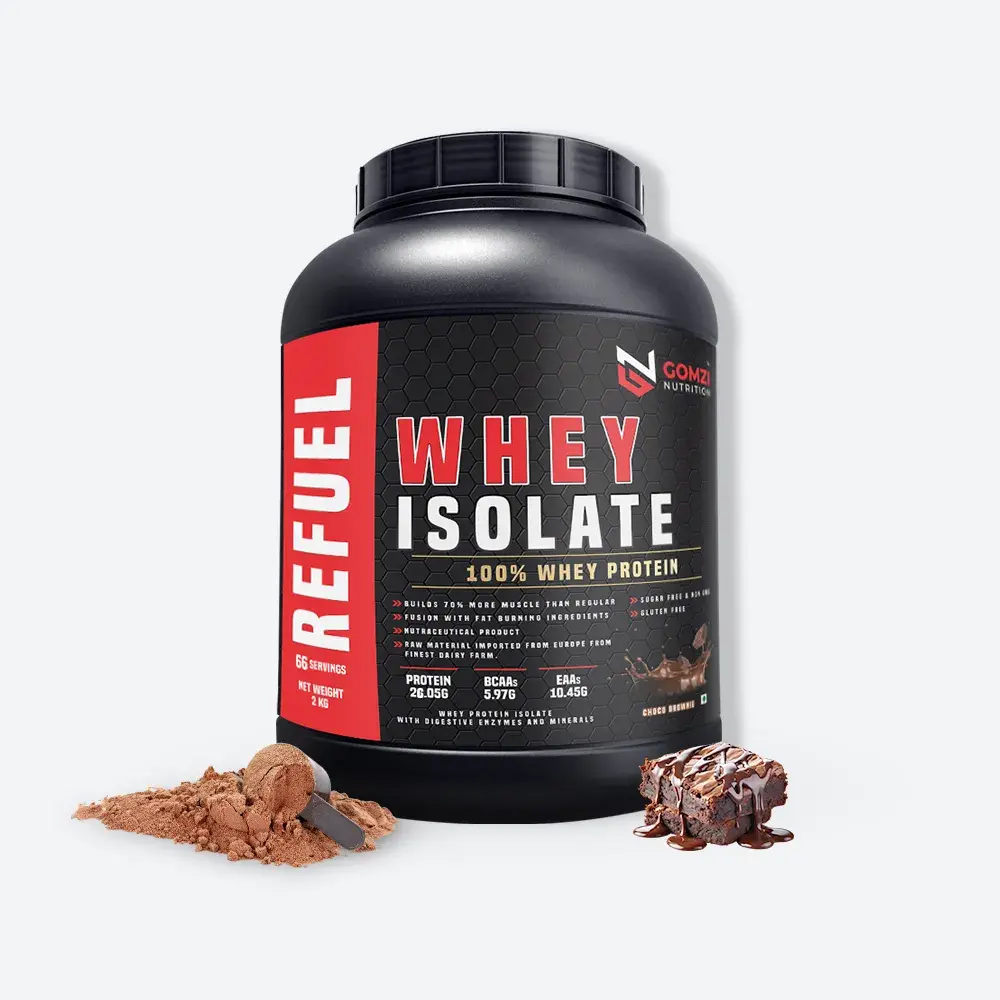 GOMZI
NUTRITION
REFUEL
66 SERVINGS
NET WEIGHT
2 KG
WHEY
ISOLATE
100% WHEY PROTEIN
BUILDS 70% MORE MUSCLE THAN REGULAR
FUSION WITH FAT BURNING INGREDIENTS
NUTRACEUTICAL PRODUCT
RAW MATERIAL IMPORTED FROM EUROPE FROM
FINEST DAIRY FARM.
SUGAR FREE & NON
GLUTEN FREE
PROTEIN
26.05G
BCAAs
5.97G
EAAs
10.45G
WHEY PROTEIN ISOLATE
WITH DIGESTIVE ENZYMES AND MINERALS
CHOCO BROWNIE